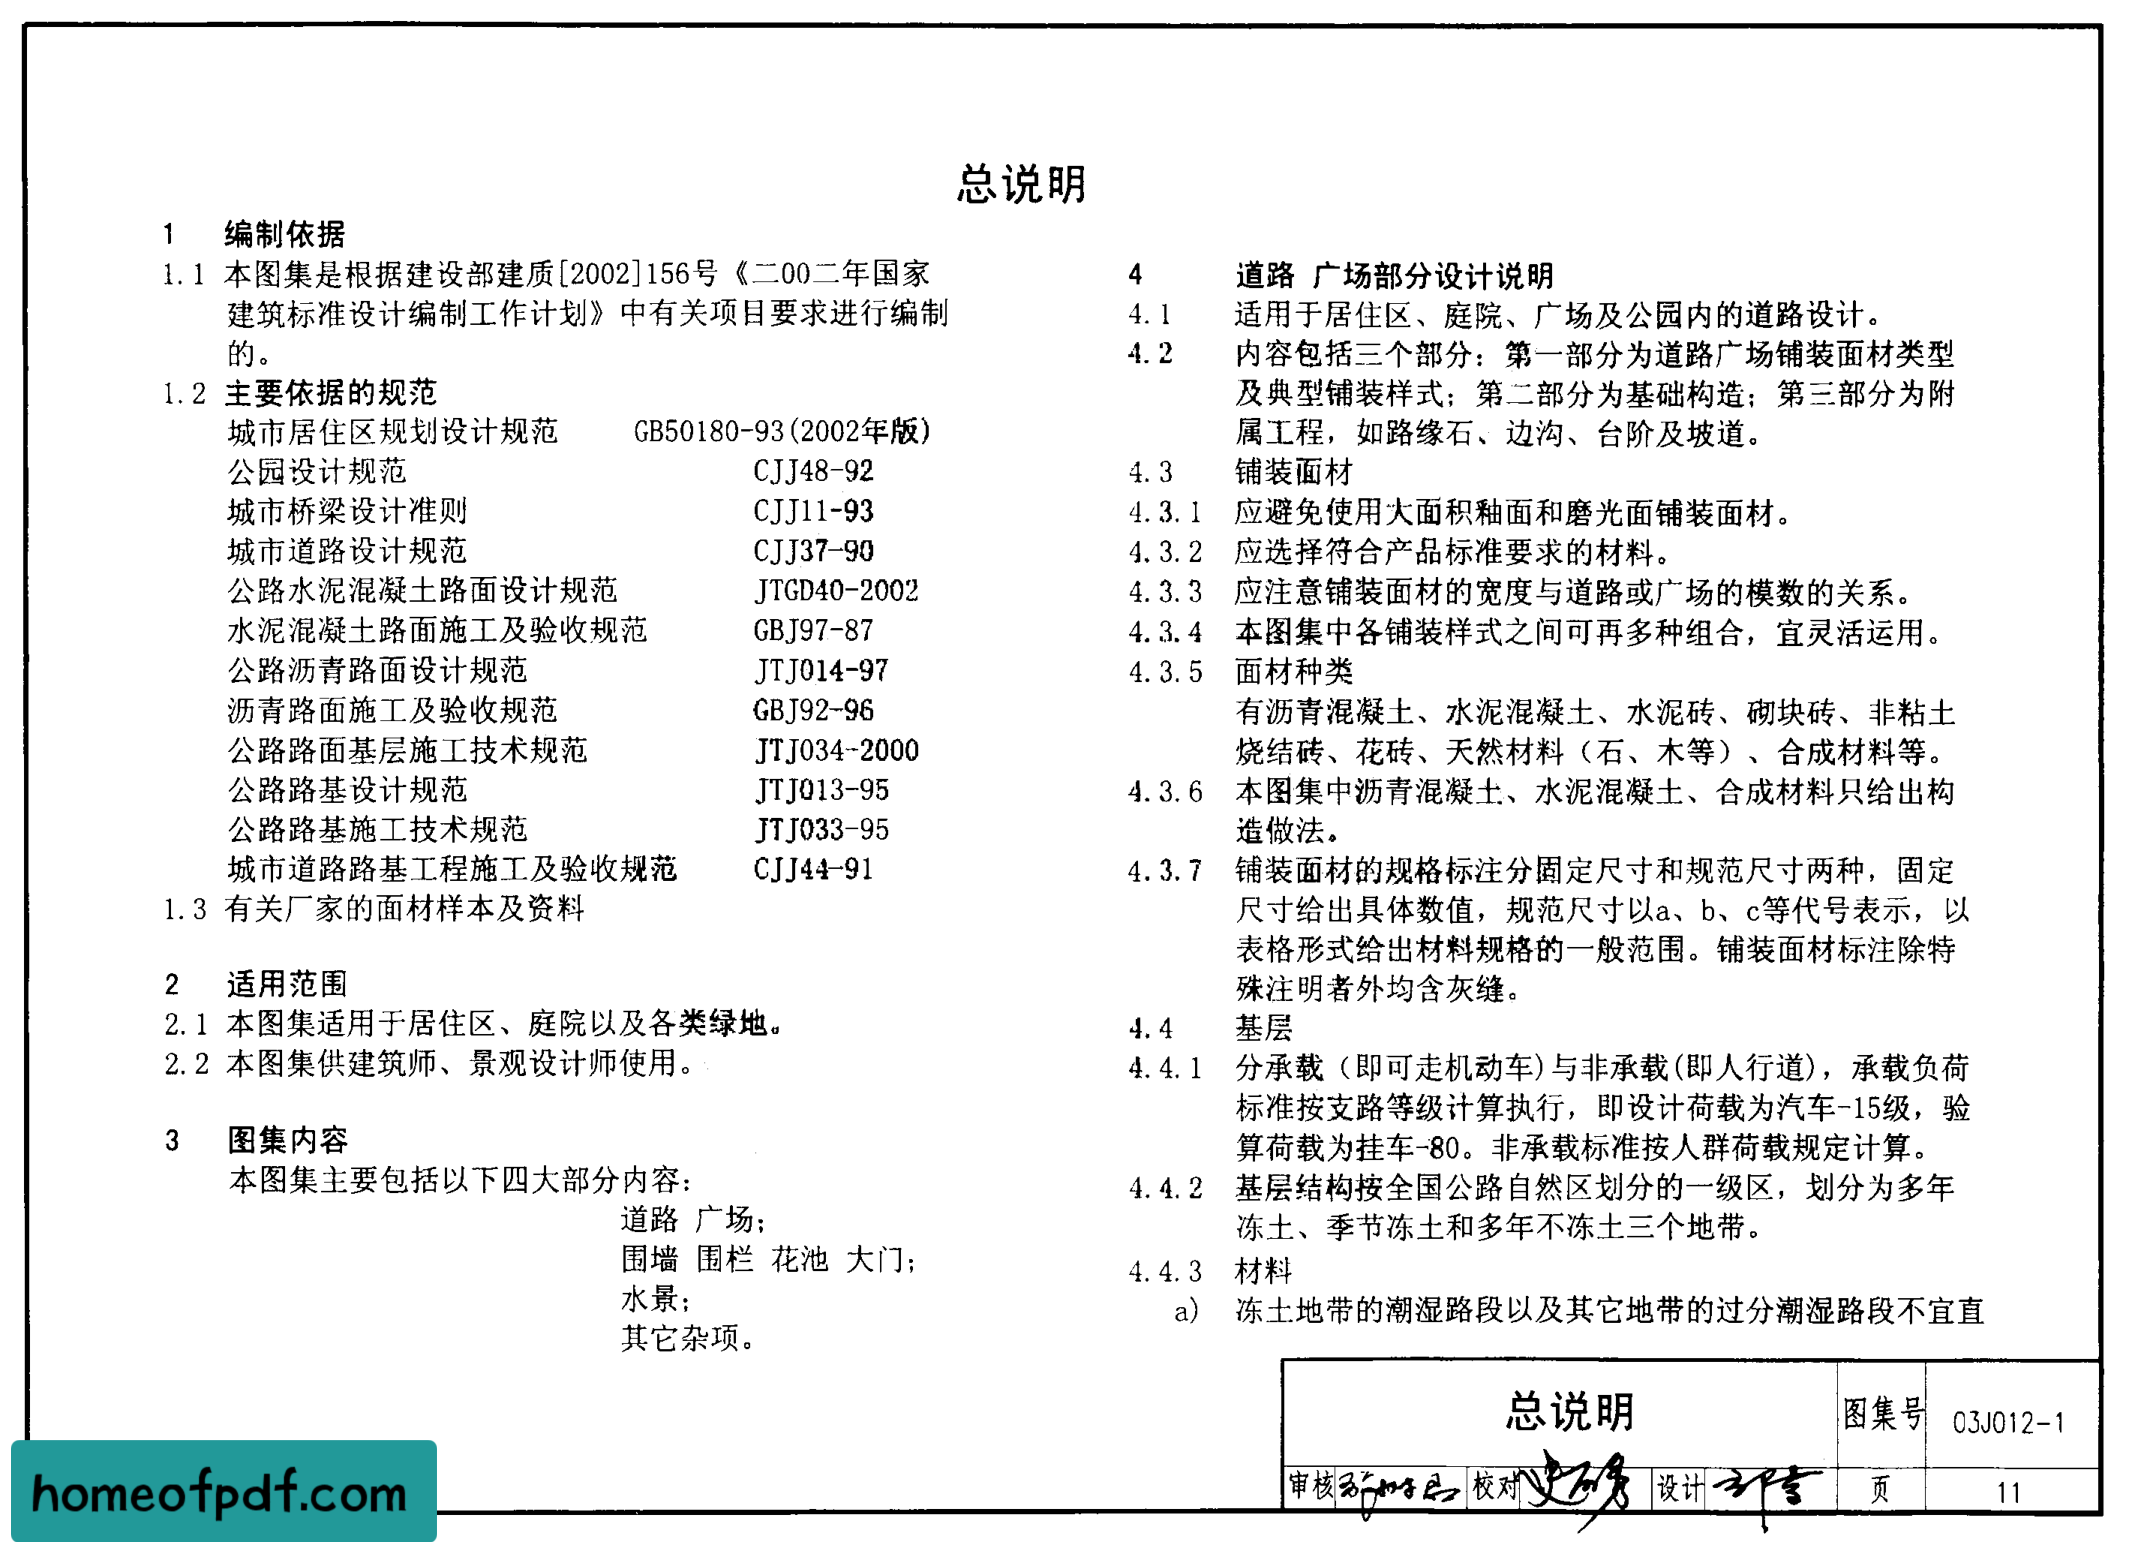 总说明
1 编制依据
1.1 本图集是根据建设部建质[2002]156号《二00二年国家
建筑标准设计编制工作计划》中有关项目要求进行编制
的。
1.2 主要依据的规范
城市居住区规划设计规范 GB50180-93(2002年版)
公园设计规范 CJJ48-92
城市桥梁设计准则 CJJ11-93
城市道路设计规范 CJJ37-90
公路水泥混凝土路面设计规范 JTGD40-2002
水泥混凝土路面施工及验收规范 GBJ97-87
公路沥青路面设计规范 JTJ014-97
沥青路面施工及验收规范 GBJ92-96
公路路面基层施工技术规范 JTJ034-2000
公路路基设计规范 JTJ013-95
公路路基施工技术规范 JTJ033-95
城市道路路基工程施工及验收规范 CJJ44-91
1.3 有关厂家的面材样本及资料
2 适用范围
2.1 本图集适用于居住区、庭院以及各类绿地。
2.2 本图集供建筑师、景观设计师使用。
3 图集内容
本图集主要包括以下四大部分内容:
道路 广场;
围墙 围栏 花池 大门;
水景;
其它杂项。
4 道路 广场部分设计说明
4.1 适用于居住区、庭院、广场及公园内的道路设计。
4.2 内容包括三个部分: 第一部分为道路广场铺装面材类型
及典型铺装样式; 第二部分为基础构造; 第三部分为附
属工程, 如路缘石、边沟、台阶及坡道。
4.3 铺装面材
4.3.1 应避免使用大面积釉面和磨光面铺装面材。
4.3.2 应选择符合产品标准要求的材料。
4.3.3 应注意铺装面材的宽度与道路或广场的模数的关系。
4.3.4 本图集中各铺装样式之间可再多种组合, 宜灵活运用。
4.3.5 面材种类
有沥青混凝土、水泥混凝土、水泥砖、砌块砖、非粘土
烧结砖、花砖、天然材料 (石、木等) 、合成材料等。
4.3.6 本图集中沥青混凝土、水泥混凝土、合成材料只给出构
造做法。
4.3.7 铺装面材的规格标注分固定尺寸和规范尺寸两种, 固定
尺寸给出具体数值, 规范尺寸以a、b、c等代号表示, 以
表格形式给出材料规格的一般范围。铺装面材标注除特
殊注明者外均含灰缝。
4.4 基层
4.4.1 分承载 (即可走机动车)与非承载(即人行道), 承载负荷
标准按支路等级计算执行, 即设计荷载为汽车-15级, 验
算荷载为挂车-80。非承载标准按人群荷载规定计算。
4.4.2 基层结构按全国公路自然区划分的一级区, 划分为多年
冻土、季节冻土和多年不冻土三个地带。
4.4.3 材料
a) 冻土地带的潮湿路段以及其它地带的过分潮湿路段不宜直
总说明 图集号 03J012-1
审核 校对 设计 页 11
homeofpdf.com